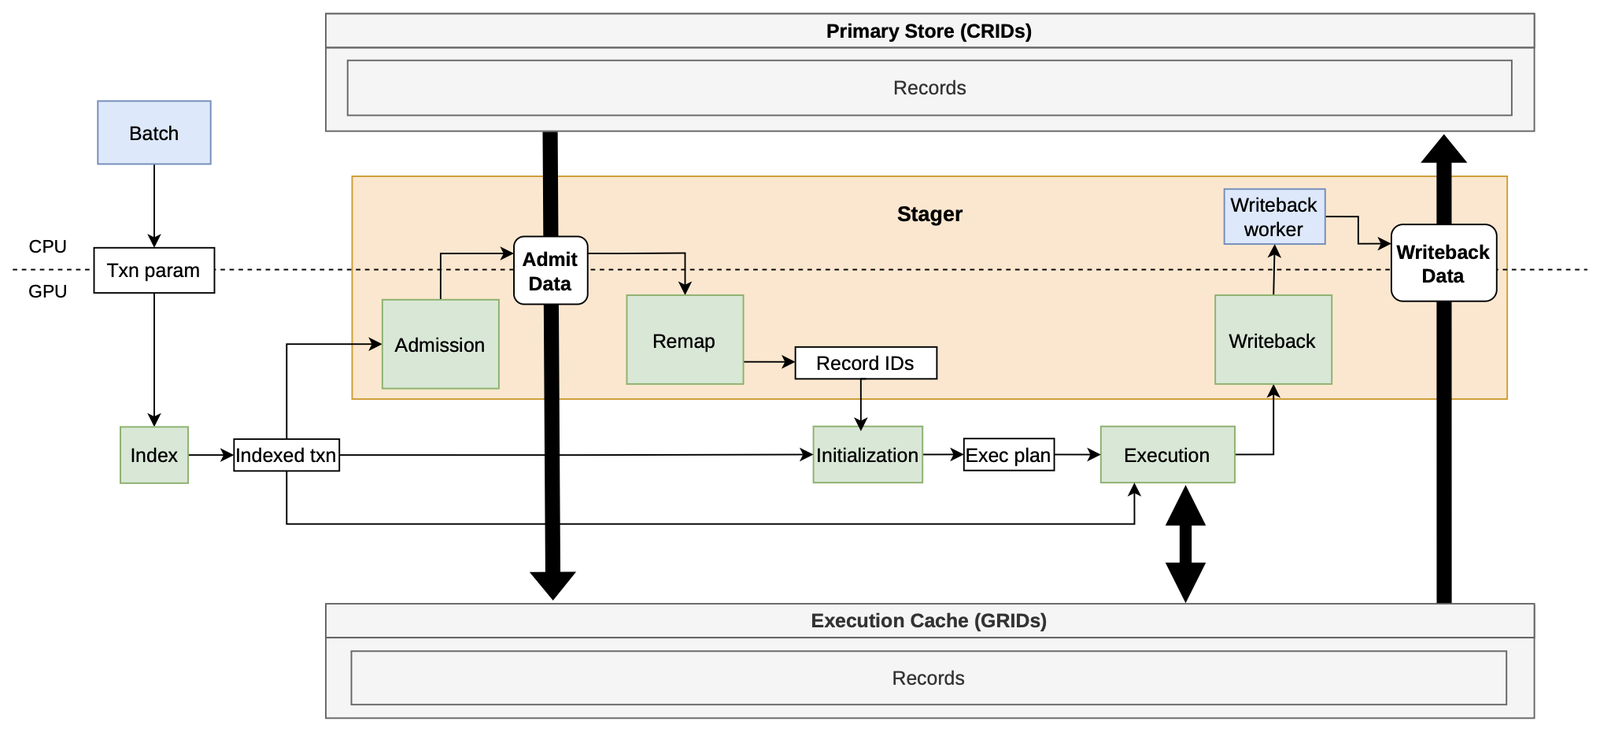 Primary Store (CRIDs)
Records
Batch
Stager
Writeback
worker
CPU
GPU
Txn param
Admit
Data
Writeback
Data
Admission
Remap
Record IDs
Writeback
Index
Indexed txn
Initialization
Exec plan
Execution
Execution Cache (GRIDs)
Records